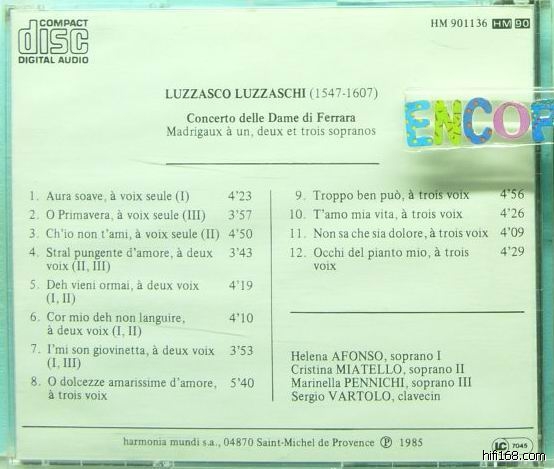 COMPACT
disc
DIGITAL AUDIO
HM 901136 HM 90
LUZZASCO LUZZASCHI (1547-1607)
Concerto delle Dame di Ferrara
Madrigaux à un, deux et trois sopranos
ENCOR
1. Aura soave, à voix seule (I) 4'23
2. O Primavera, à voix seule (III) 3'57
3. Ch'io non t'ami, à voix seule (II) 4'50
4. Stral pungente d'amore, à deux
voix (II, III) 3'43
5. Deh vieni ormai, à deux voix
(I, II) 4'19
6. Cor mio deh non languire,
à deux voix (I, II) 4'10
7. I'mi son giovinetta, à deux voix
(I, III) 3'53
8. O dolcezze amarissime d'amore,
à trois voix 5'40
9. Troppo ben può, à trois voix 4'56
10. T'amo mia vita, à trois voix 4'26
11. Non sa che sia dolore, à trois voix 4'09
12. Occhi del pianto mio, à trois
voix 4'29
Helena AFONSO, soprano I
Cristina MIATELLO, soprano II
Marinella PENNICHI, soprano III
Sergio VARTOLO, clavecin
harmonia mundi s.a., 04870 Saint-Michel de Provence Ⓟ 1985
LC 7045
hifi168.com